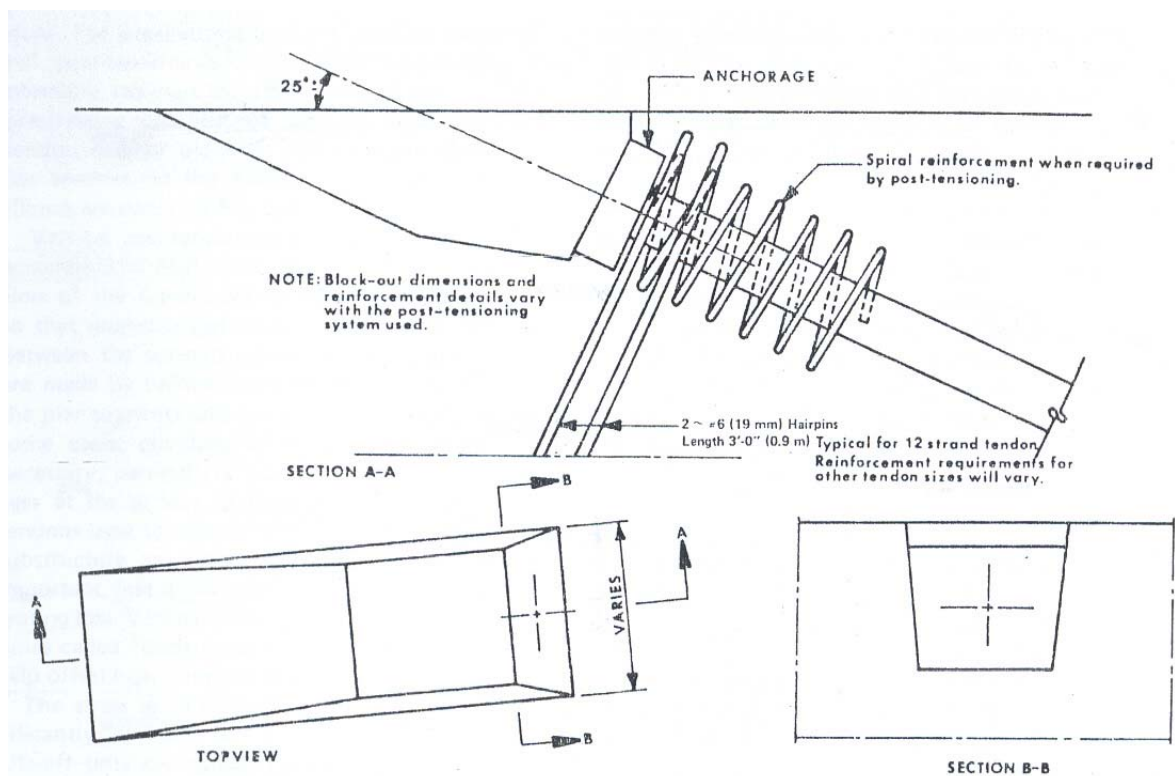 25°±
ANCHORAGE
Spiral reinforcement when required
by post-tensioning.
NOTE: Block-out dimensions and
reinforcement details vary
with the post-tensioning
system used.
2 ~ #6 (19 mm) Hairpins
Length 3'-0" (0.9 m)
Typical for 12 strand tendon
Reinforcement requirements for
other tendon sizes will vary.
SECTION A-A
B
A
A
VARIES
B
TOPVIEW
SECTION B-B